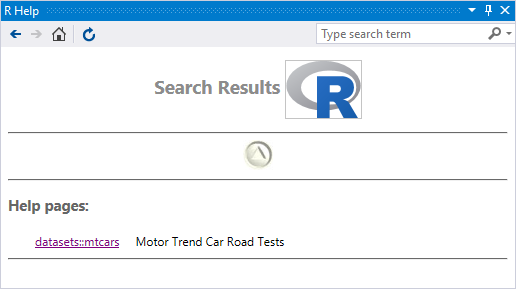 R Help
Type search term
Search Results R
Help pages:
datasets::mtcars Motor Trend Car Road Tests